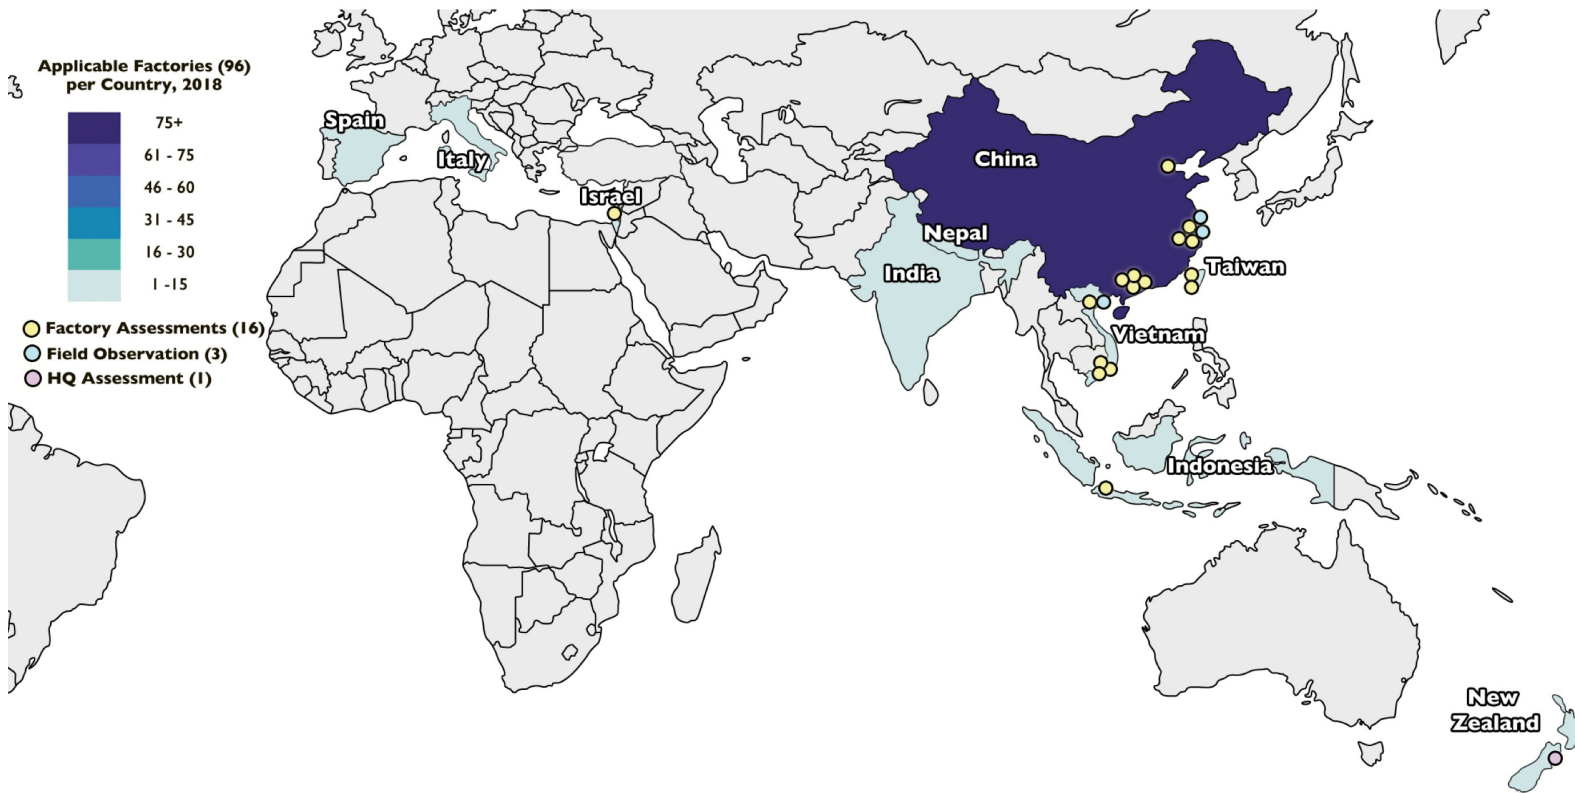 Applicable Factories (96)
per Country, 2018
75+
61 - 75
46 - 60
31 - 45
16 - 30
1 -15
Factory Assessments (16)
Field Observation (3)
HQ Assessment (1)
Spain
Italy
Israel
China
Nepal
India
Taiwan
Vietnam
Indonesia
New
Zealand